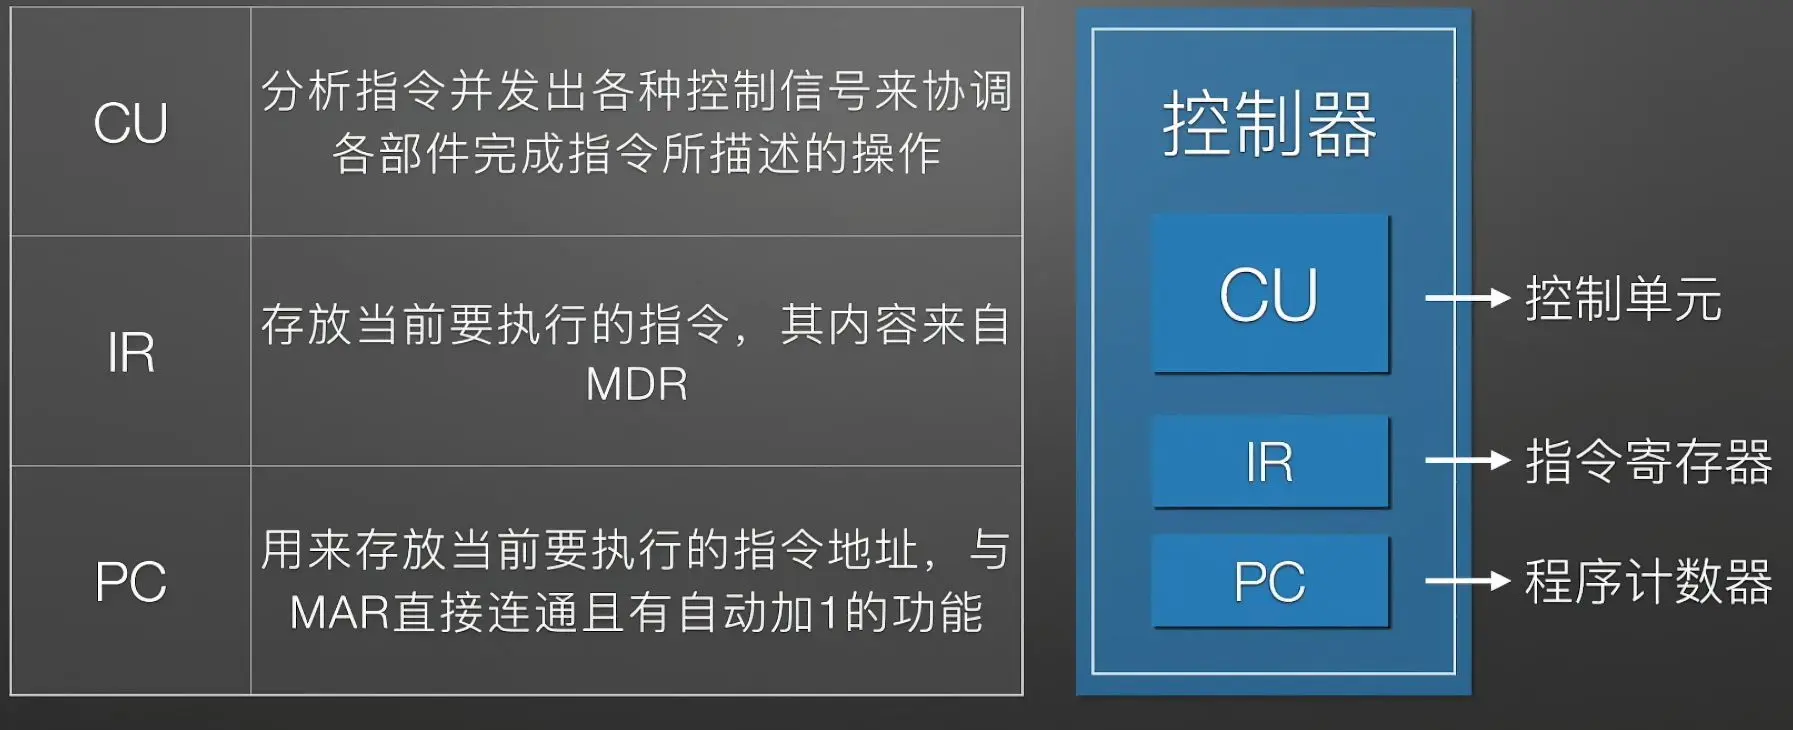 CU
分析指令并发出各种控制信号来协调
各部件完成指令所描述的操作
IR
存放当前要执行的指令，其内容来自
MDR
PC
用来存放当前要执行的指令地址，与
MAR直接连通且有自动加1的功能
控制器
CU
控制单元
IR
指令寄存器
PC
程序计数器